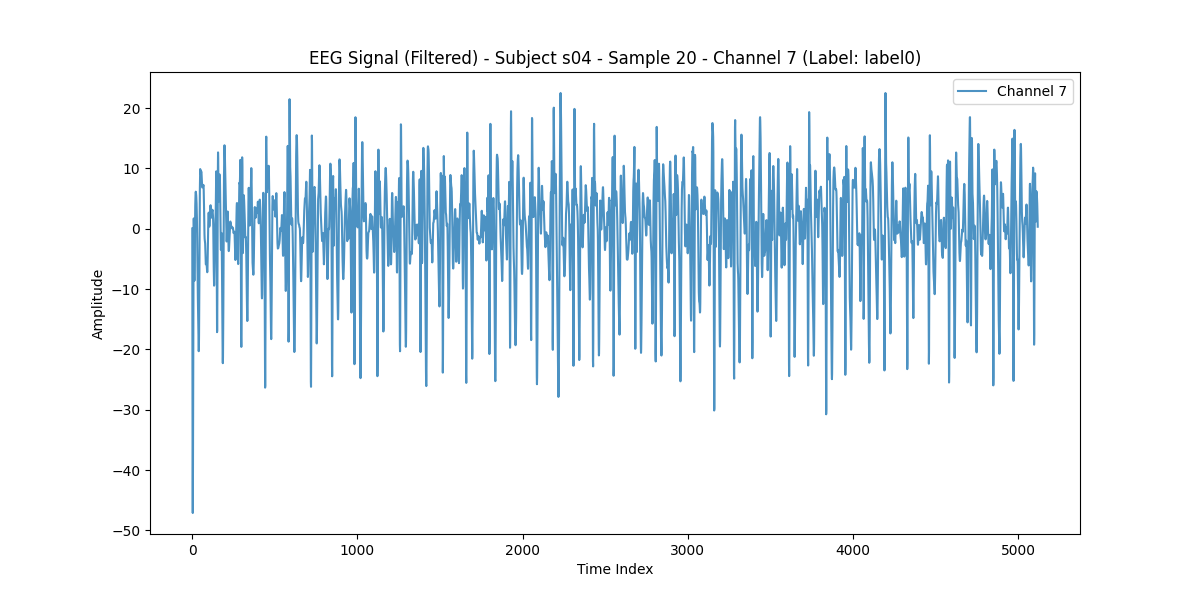 EEG Signal (Filtered) - Subject s04 - Sample 20 - Channel 7 (Label: label0)
Channel 7
20
10
0
−10
−20
−30
−40
−50
Amplitude
0 1000 2000 3000 4000 5000
Time Index